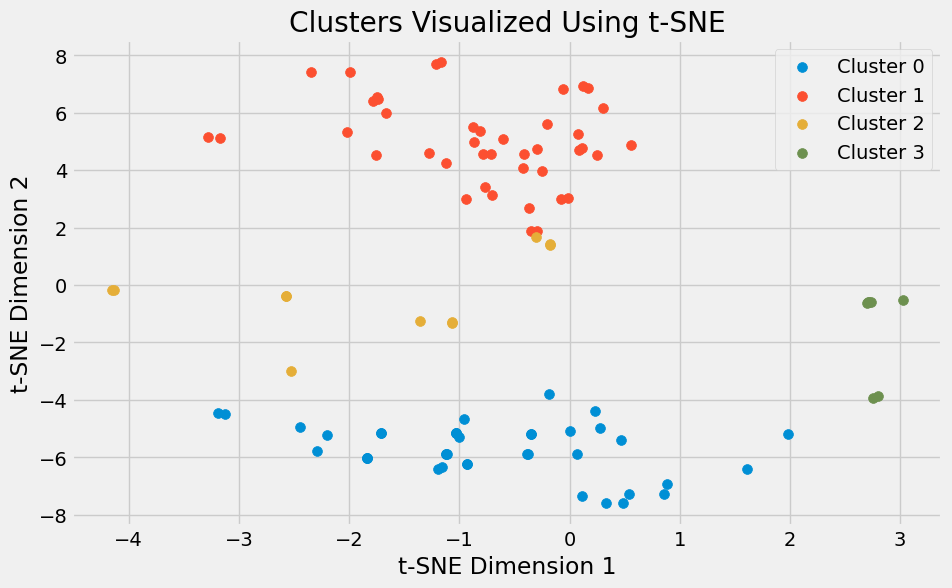 Clusters Visualized Using t-SNE
Cluster 0
Cluster 1
Cluster 2
Cluster 3
8
6
4
2
0
−2
−4
−6
−8
t-SNE Dimension 2
−4 −3 −2 −1 0 1 2 3
t-SNE Dimension 1